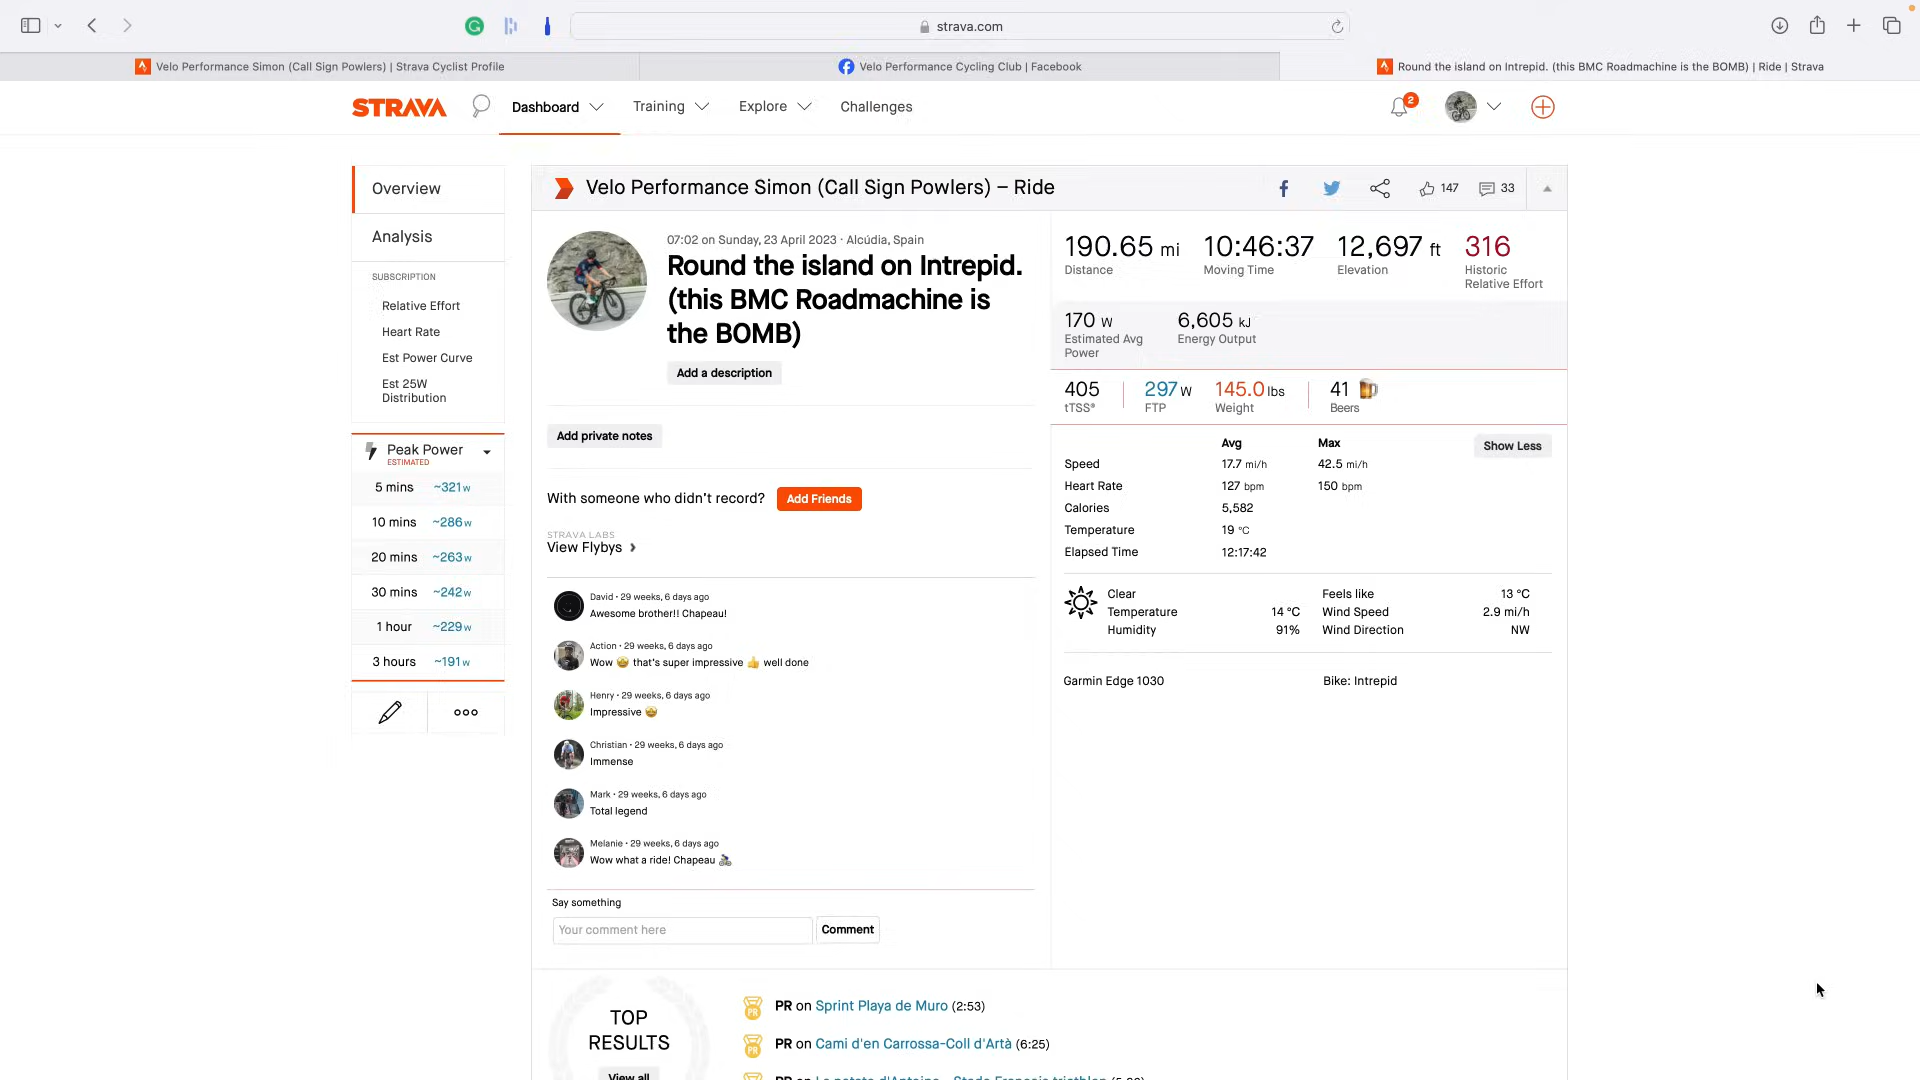 strava.com
Velo Performance Simon (Call Sign Powlers) | Strava Cyclist Profile
Velo Performance Cycling Club | Facebook
Round the island on Intrepid. (this BMC Roadmachine is the BOMB) | Ride | Strava
STRAVA
Dashboard
Training
Explore
Challenges
2
Overview
Analysis
SUBSCRIPTION
Relative Effort
Heart Rate
Est Power Curve
Est 25W
Distribution
Peak Power
ESTIMATED
5 mins ~321 w
10 mins ~286 w
20 mins ~263 w
30 mins ~242 w
1 hour ~229 w
3 hours ~191 w
Velo Performance Simon (Call Sign Powlers) – Ride
147
33
07:02 on Sunday, 23 April 2023 · Alcúdia, Spain
Round the island on Intrepid.
(this BMC Roadmachine is
the BOMB)
Add a description
Add private notes
With someone who didn't record? Add Friends
STRAVA LABS
View Flybys
David · 29 weeks, 6 days ago
Awesome brother!! Chapeau!
Action · 29 weeks, 6 days ago
Wow 🤩 that's super impressive 👍 well done
Henry · 29 weeks, 6 days ago
Impressive 🤩
Christian · 29 weeks, 6 days ago
Immense
Mark · 29 weeks, 6 days ago
Total legend
Melanie · 29 weeks, 6 days ago
Wow what a ride! Chapeau 🚴
Say something
Your comment here
Comment
190.65 mi 10:46:37 12,697 ft 316
Distance Moving Time Elevation Historic
Relative Effort
170 W 6,605 kJ
Estimated Avg Energy Output
Power
405 297 W 145.0 lbs 41 🍺
tTSS® FTP Weight Beers
Avg Max
Show Less
Speed 17.7 mi/h 42.5 mi/h
Heart Rate 127 bpm 150 bpm
Calories 5,582
Temperature 19 °C
Elapsed Time 12:17:42
Clear Feels like 13 °C
Temperature 14 °C Wind Speed 2.9 mi/h
Humidity 91% Wind Direction NW
Garmin Edge 1030 Bike: Intrepid
TOP
RESULTS
View all
PR on Sprint Playa de Muro (2:53)
PR on Cami d'en Carrossa-Coll d'Artà (6:25)